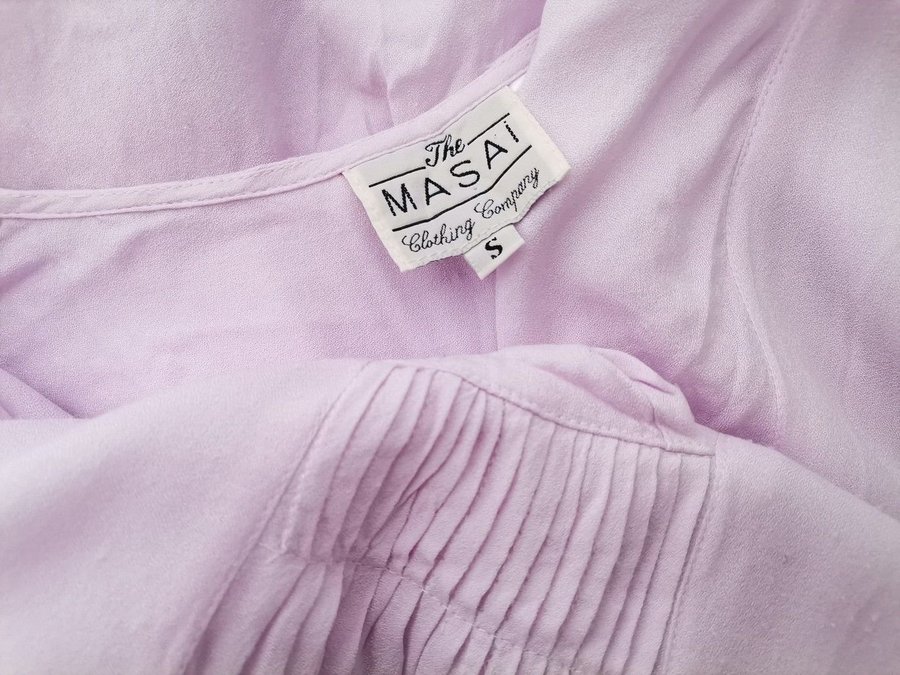 The
MASAI
Clothing Company
S